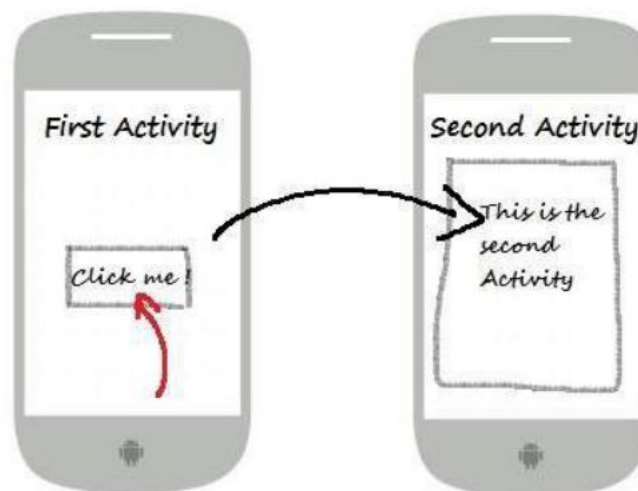 First Activity
Click me!
Second Activity
This is the
second
Activity